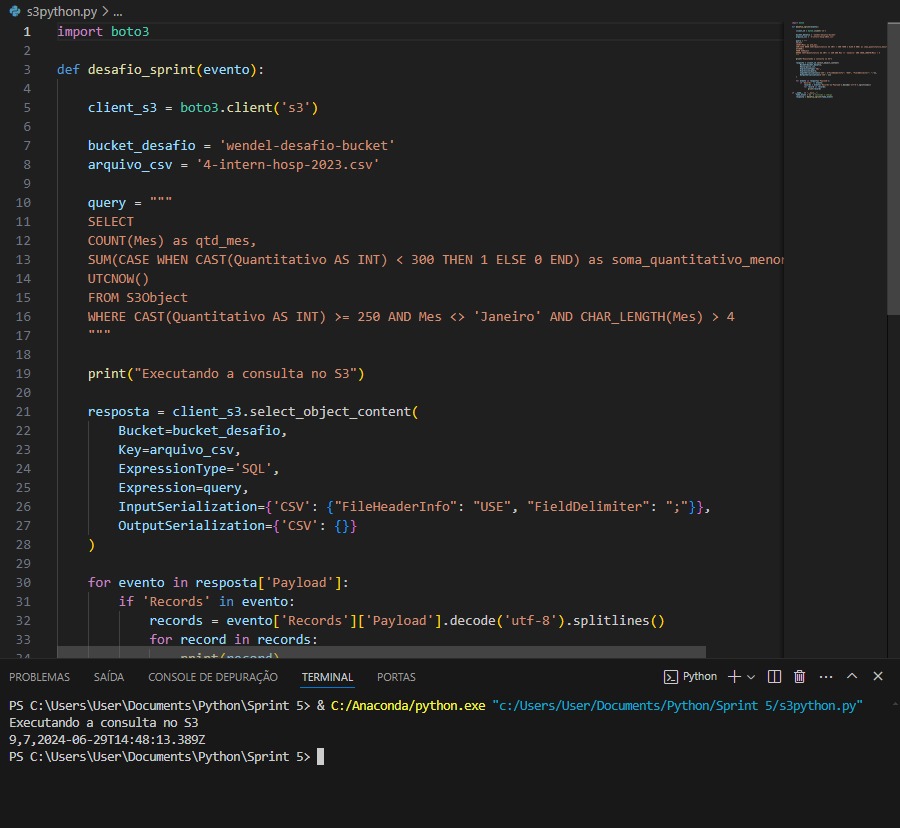 s3python.py > ...
1 import boto3
2
3 def desafio_sprint(evento):
4
5 client_s3 = boto3.client('s3')
6
7 bucket_desafio = 'wendel-desafio-bucket'
8 arquivo_csv = '4-intern-hosp-2023.csv'
9
10 query = """
11 SELECT
12 COUNT(Mes) as qtd_mes,
13 SUM(CASE WHEN CAST(Quantitativo AS INT) < 300 THEN 1 ELSE 0 END) as soma_quantitativo_menor
14 UTCNOW()
15 FROM S3Object
16 WHERE CAST(Quantitativo AS INT) >= 250 AND Mes <> 'Janeiro' AND CHAR_LENGTH(Mes) > 4
17 """
18
19 print("Executando a consulta no S3")
20
21 resposta = client_s3.select_object_content(
22 Bucket=bucket_desafio,
23 Key=arquivo_csv,
24 ExpressionType='SQL',
25 Expression=query,
26 InputSerialization={'CSV': {"FileHeaderInfo": "USE", "FieldDelimiter": ";"}},
27 OutputSerialization={'CSV': {}}
28 )
29
30 for evento in resposta['Payload']:
31 if 'Records' in evento:
32 records = evento['Records']['Payload'].decode('utf-8').splitlines()
33 for record in records:
34 print(record)
PROBLEMAS SAÍDA CONSOLE DE DEPURAÇÃO TERMINAL PORTAS Python
PS C:\Users\User\Documents\Python\Sprint 5> & C:/Anaconda/python.exe "c:/Users/User/Documents/Python/Sprint 5/s3python.py"
Executando a consulta no S3
9,7,2024-06-29T14:48:13.389Z
PS C:\Users\User\Documents\Python\Sprint 5>